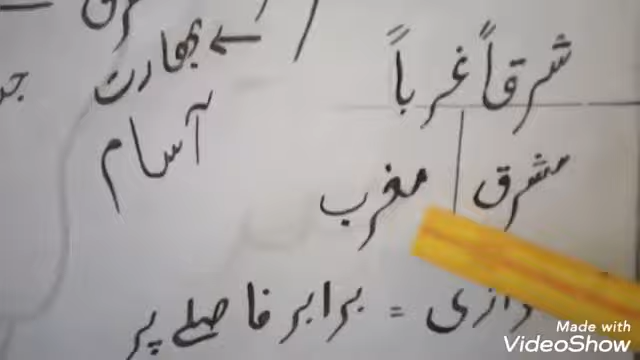 بھارت
شرقاً غرباً
آسام
مشرق مغرب
= برابر فاصلے پر
Made with
VideoShow